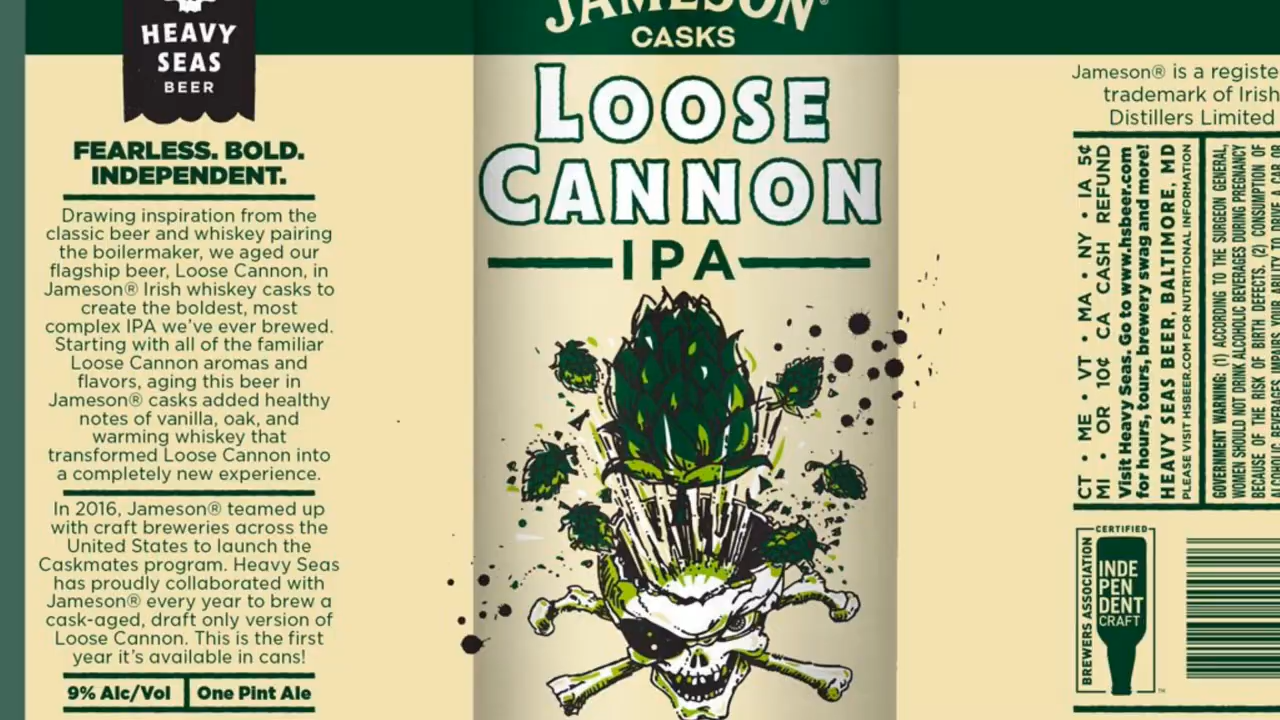 HEAVY
SEAS
BEER
FEARLESS. BOLD.
INDEPENDENT.
Drawing inspiration from the
classic beer and whiskey pairing
the boilermaker, we aged our
flagship beer, Loose Cannon, in
Jameson® Irish whiskey casks to
create the boldest, most
complex IPA we've ever brewed.
Starting with all of the familiar
Loose Cannon aromas and
flavors, aging this beer in
Jameson® casks added healthy
notes of vanilla, oak, and
warming whiskey that
transformed Loose Cannon into
a completely new experience.
In 2016, Jameson® teamed up
with craft breweries across the
United States to launch the
Caskmates program. Heavy Seas
has proudly collaborated with
Jameson® every year to brew a
cask-aged, draft only version of
Loose Cannon. This is the first
year it's available in cans!
9% Alc/Vol | One Pint Ale
JAMESON®
CASKS
LOOSE
CANNON
IPA
Jameson® is a registe
trademark of Irish
Distillers Limited
CT • ME • VT • MA • NY • IA 5¢
MI • OR 10¢ CA CASH REFUND
Visit Heavy Seas. Go to www.hsbeer.com
for hours, tours, brewery swag and more!
HEAVY SEAS BEER, BALTIMORE, MD
PLEASE VISIT HSBEER.COM FOR NUTRITIONAL INFORMATION
GOVERNMENT WARNING: (1) ACCORDING TO THE SURGEON GENERAL,
WOMEN SHOULD NOT DRINK ALCOHOLIC BEVERAGES DURING PREGNANCY
BECAUSE OF THE RISK OF BIRTH DEFECTS. (2) CONSUMPTION OF
ALCOHOLIC BEVERAGES IMPAIRS YOUR ABILITY TO DRIVE A CAR OR
CERTIFIED
BREWERS ASSOCIATION
INDE
PEN
DENT
CRAFT
TM